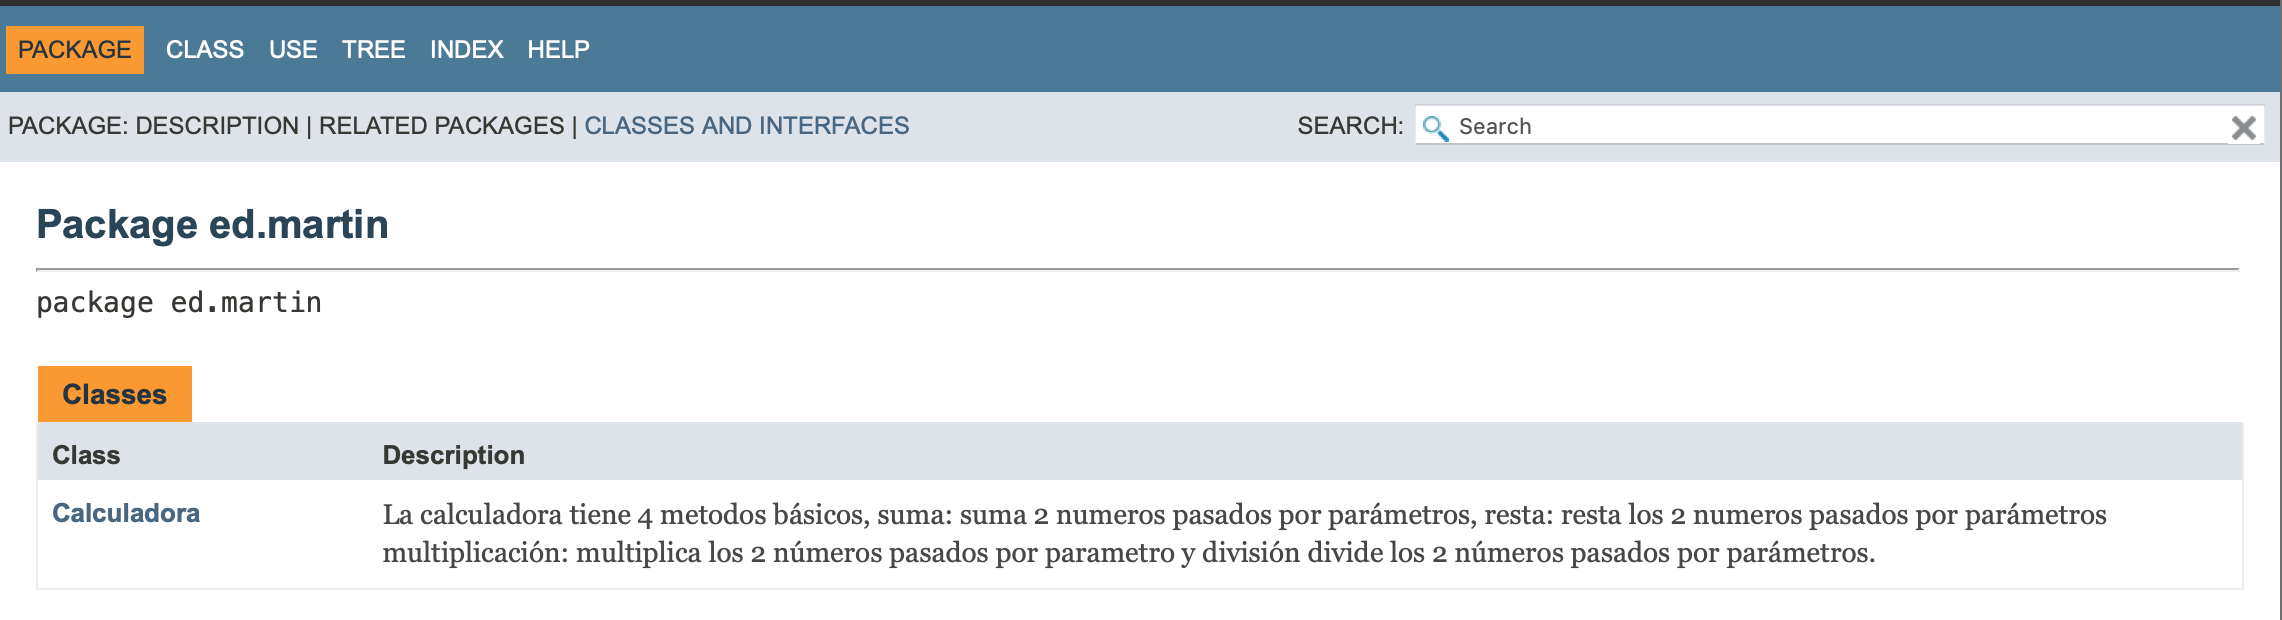 PACKAGE CLASS USE TREE INDEX HELP
PACKAGE: DESCRIPTION | RELATED PACKAGES | CLASSES AND INTERFACES SEARCH: Search
Package ed.martin
package ed.martin
Classes
Class Description
Calculadora La calculadora tiene 4 metodos básicos, suma: suma 2 numeros pasados por parámetros, resta: resta los 2 numeros pasados por parámetros
multiplicación: multiplica los 2 números pasados por parametro y división divide los 2 números pasados por parámetros.